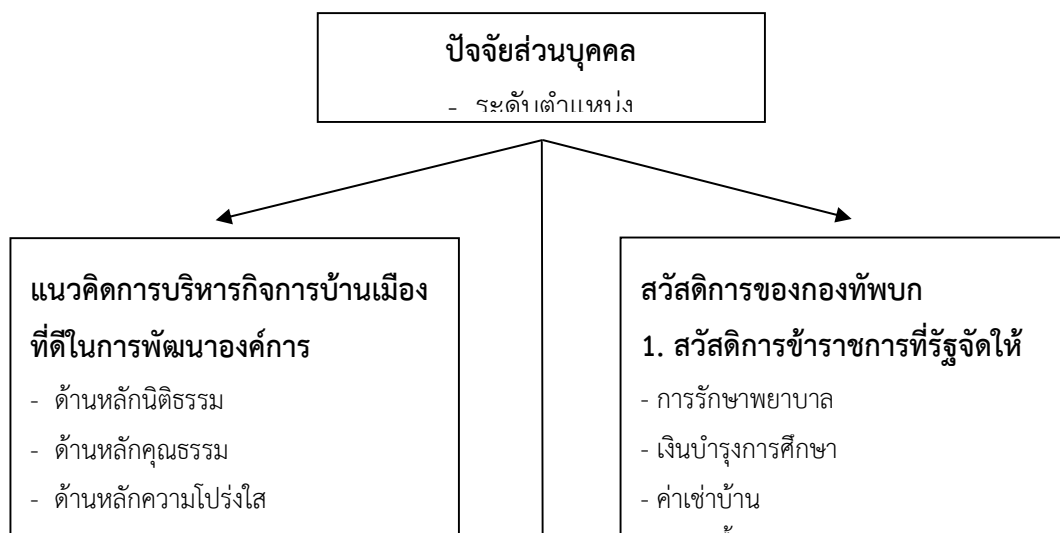 ปัจจัยส่วนบุคคล
- ระดับตำแหน่ง
แนวคิดการบริหารกิจการบ้านเมือง
ที่ดีในการพัฒนาองค์การ
- ด้านหลักนิติธรรม
- ด้านหลักคุณธรรม
- ด้านหลักความโปร่งใส
สวัสดิการของกองทัพบก
1. สวัสดิการข้าราชการที่รัฐจัดให้
- การรักษาพยาบาล
- เงินบำรุงการศึกษา
- ค่าเช่าบ้าน